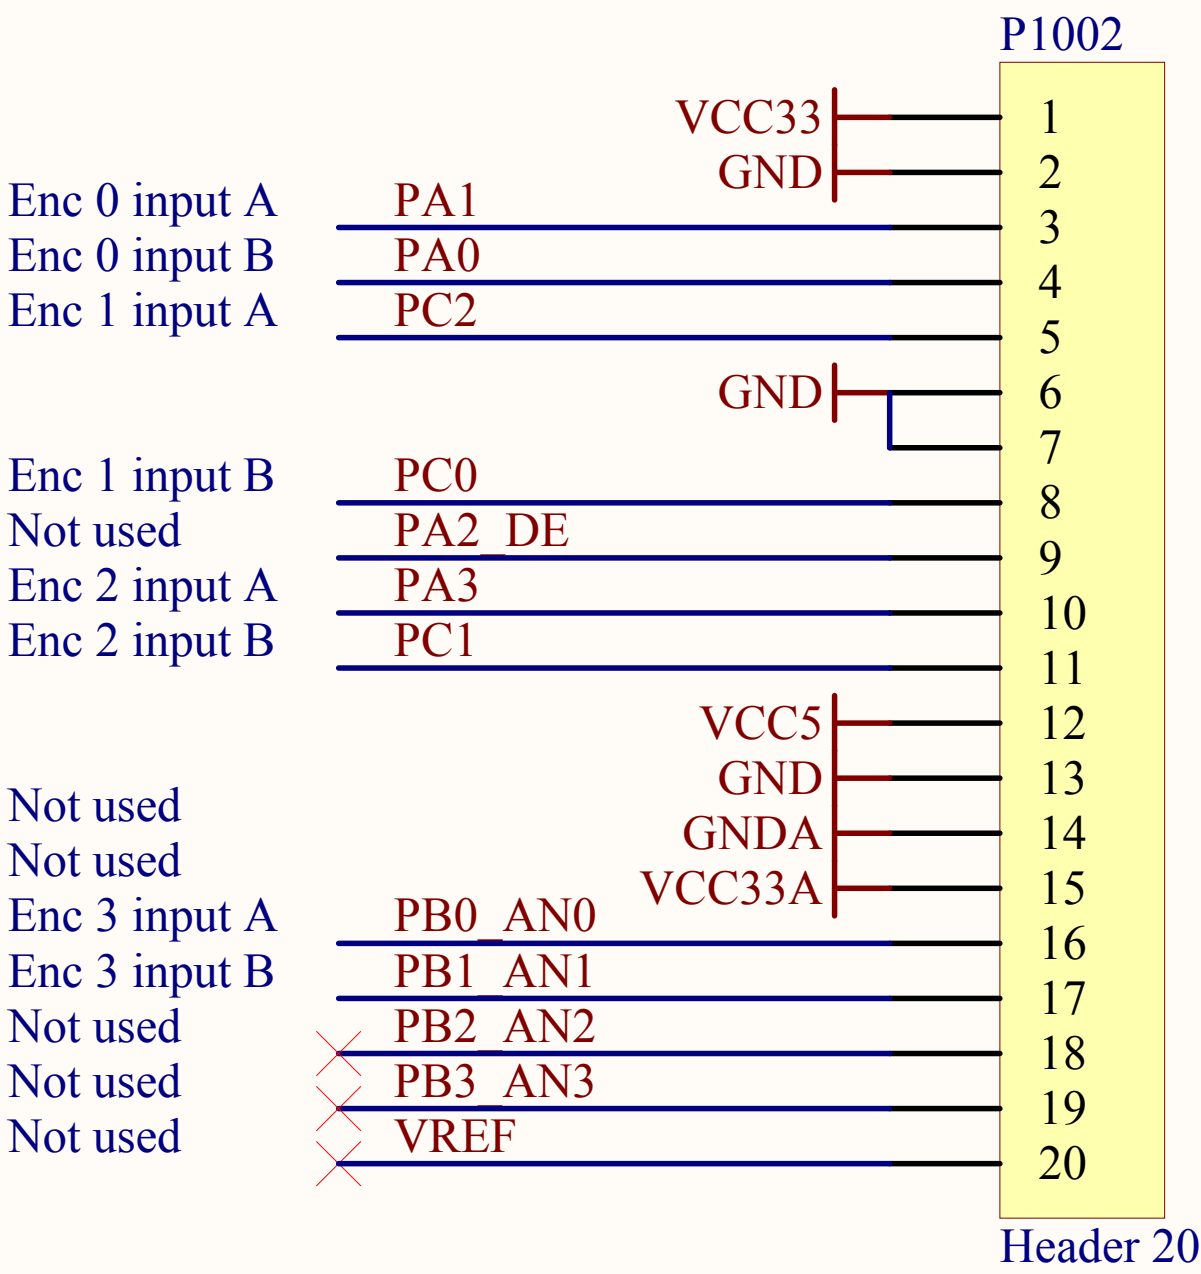 P1002
VCC33 1
GND 2
Enc 0 input A PA1 3
Enc 0 input B PA0 4
Enc 1 input A PC2 5
GND 6
7
Enc 1 input B PC0 8
Not used PA2_DE 9
Enc 2 input A PA3 10
Enc 2 input B PC1 11
VCC5 12
GND 13
Not used GNDA 14
Not used VCC33A 15
Enc 3 input A PB0_AN0 16
Enc 3 input B PB1_AN1 17
Not used PB2_AN2 18
Not used PB3_AN3 19
Not used VREF 20
Header 20